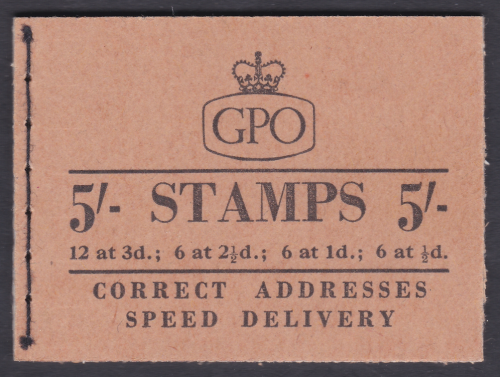 GPO
5/- STAMPS 5/-
12 at 3d.; 6 at 2½d.; 6 at 1d.; 6 at ½d.
CORRECT ADDRESSES
SPEED DELIVERY